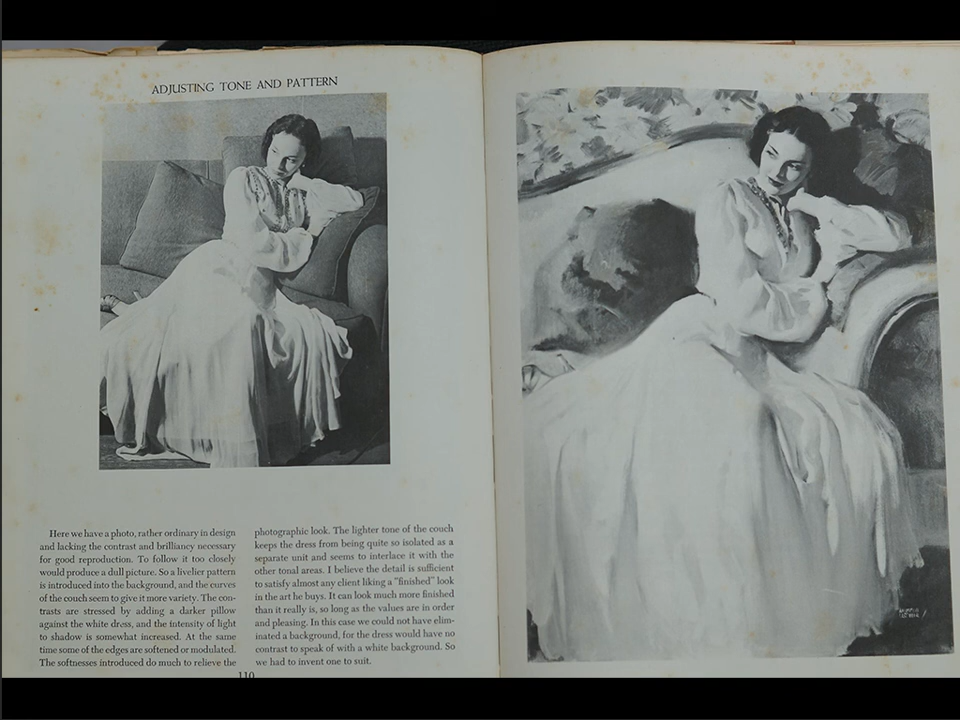 ADJUSTING TONE AND PATTERN
Here we have a photo, rather ordinary in design
and lacking the contrast and brilliancy necessary
for good reproduction. To follow it too closely
would produce a dull picture. So a livelier pattern
is introduced into the background, and the curves
of the couch seem to give it more variety. The con-
trasts are stressed by adding a darker pillow
against the white dress, and the intensity of light
to shadow is somewhat increased. At the same
time some of the edges are softened or modulated.
The softnesses introduced do much to relieve the
photographic look. The lighter tone of the couch
keeps the dress from being quite so isolated as a
separate unit and seems to interlace it with the
other tonal areas. I believe the detail is sufficient
to satisfy almost any client liking a “finished” look
in the art he buys. It can look much more finished
than it really is, so long as the values are in order
and pleasing. In this case we could not have elim-
inated a background, for the dress would have no
contrast to speak of with a white background. So
we had to invent one to suit.
110